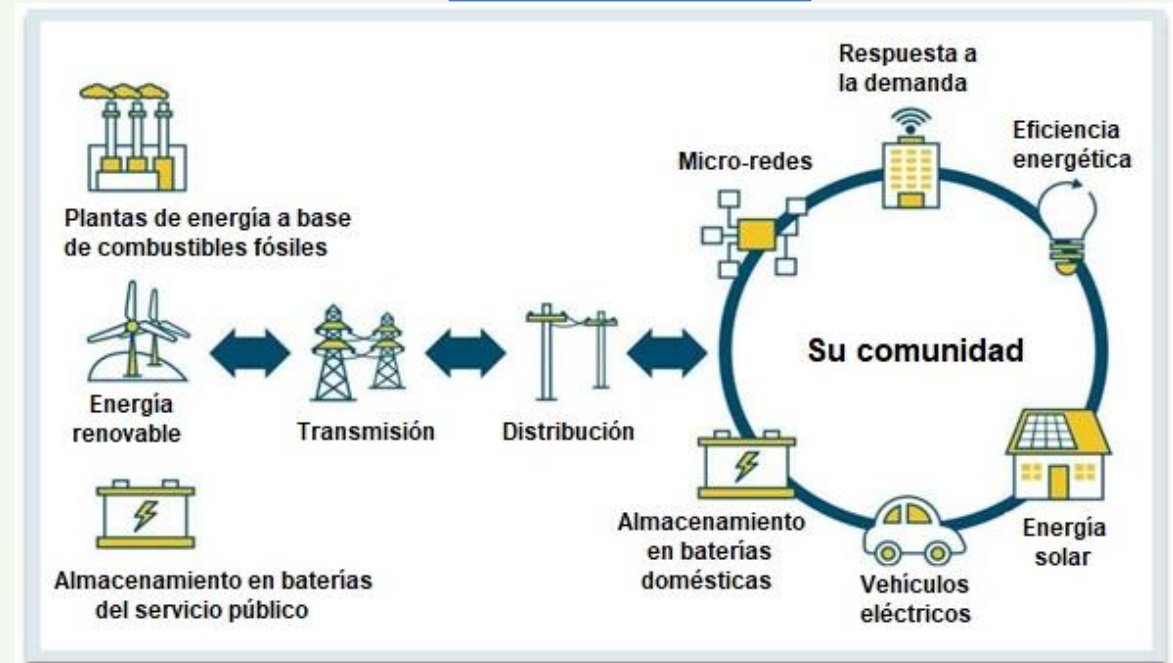 Plantas de energía a base
de combustibles fósiles
Energía
renovable
Almacenamiento en baterías
del servicio público
Transmisión
Distribución
Su comunidad
Micro-redes
Respuesta a
la demanda
Eficiencia
energética
Energía
solar
Vehículos
eléctricos
Almacenamiento
en baterías
domésticas